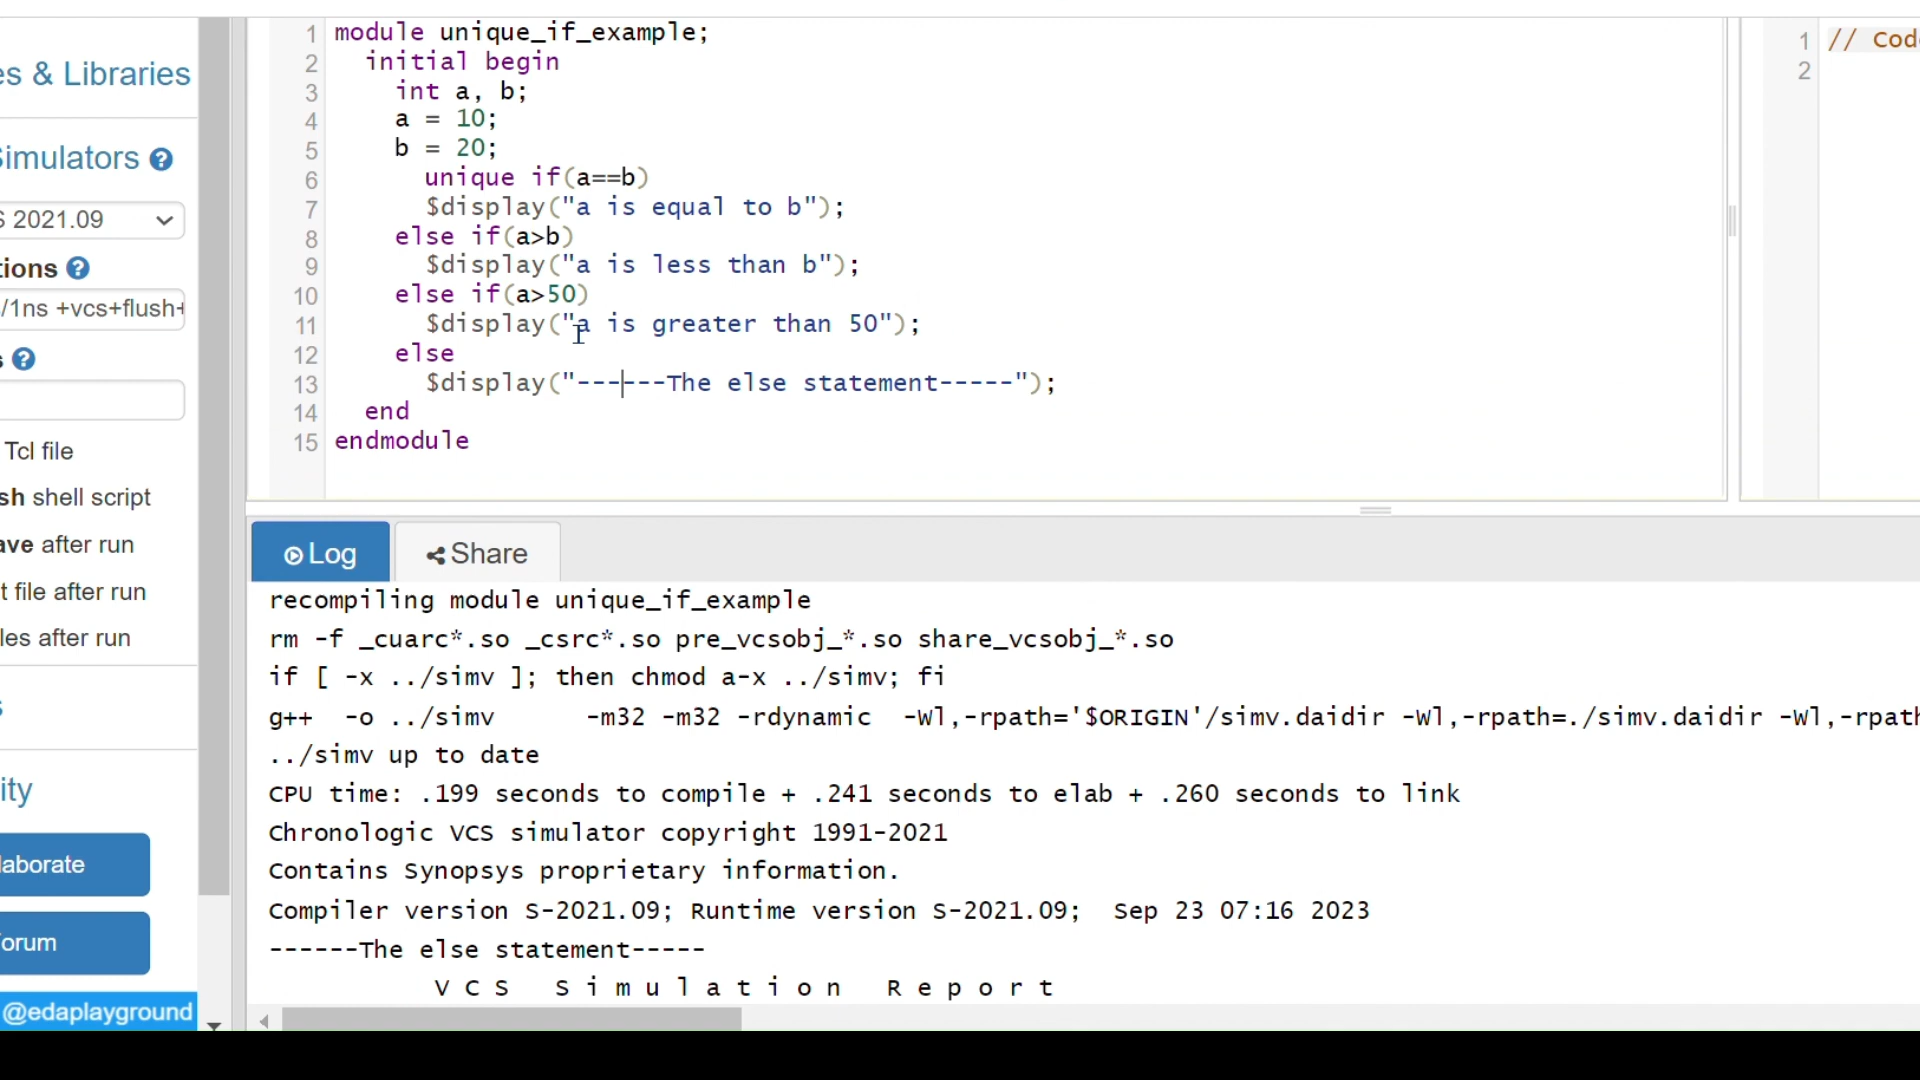 es & Libraries
Simulators
S 2021.09
tions
/1ns +vcs+flush+
s
Tcl file
sh shell script
ave after run
t file after run
les after run
s
ity
laborate
orum
@edaplayground
1 module unique_if_example;
2 initial begin
3 int a, b;
4 a = 10;
5 b = 20;
6 unique if(a==b)
7 $display("a is equal to b");
8 else if(a>b)
9 $display("a is less than b");
10 else if(a>50)
11 $display("a is greater than 50");
12 else
13 $display("------The else statement-----");
14 end
15 endmodule
1 // Cod
2
Log
Share
recompiling module unique_if_example
rm -f _cuarc*.so _csrc*.so pre_vcsobj_*.so share_vcsobj_*.so
if [ -x ../simv ]; then chmod a-x ../simv; fi
g++ -o ../simv -m32 -m32 -rdynamic -Wl,-rpath='$ORIGIN'/simv.daidir -Wl,-rpath=./simv.daidir -Wl,-rpath
../simv up to date
CPU time: .199 seconds to compile + .241 seconds to elab + .260 seconds to link
Chronologic VCS simulator copyright 1991-2021
Contains Synopsys proprietary information.
Compiler version S-2021.09; Runtime version S-2021.09; Sep 23 07:16 2023
------The else statement-----
V C S S i m u l a t i o n R e p o r t